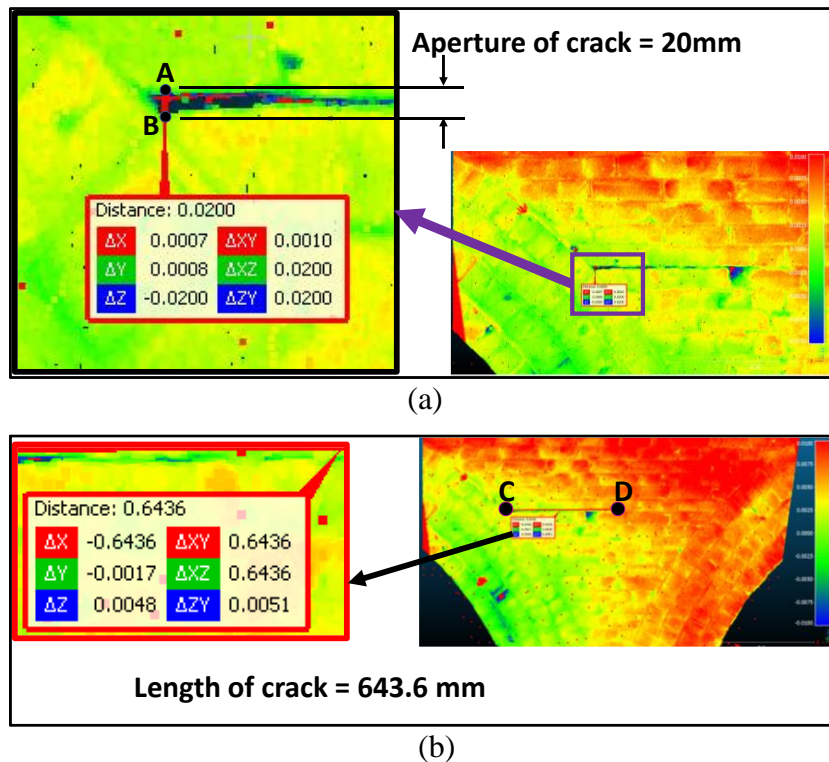 Aperture of crack = 20mm
A
B
Distance: 0.0200
ΔX 0.0007 ΔXY 0.0010
ΔY 0.0008 ΔXZ 0.0200
ΔZ -0.0200 ΔZY 0.0200
(a)
C D
Distance: 0.6436
ΔX -0.6436 ΔXY 0.6436
ΔY -0.0017 ΔXZ 0.6436
ΔZ 0.0048 ΔZY 0.0051
Length of crack = 643.6 mm
(b)